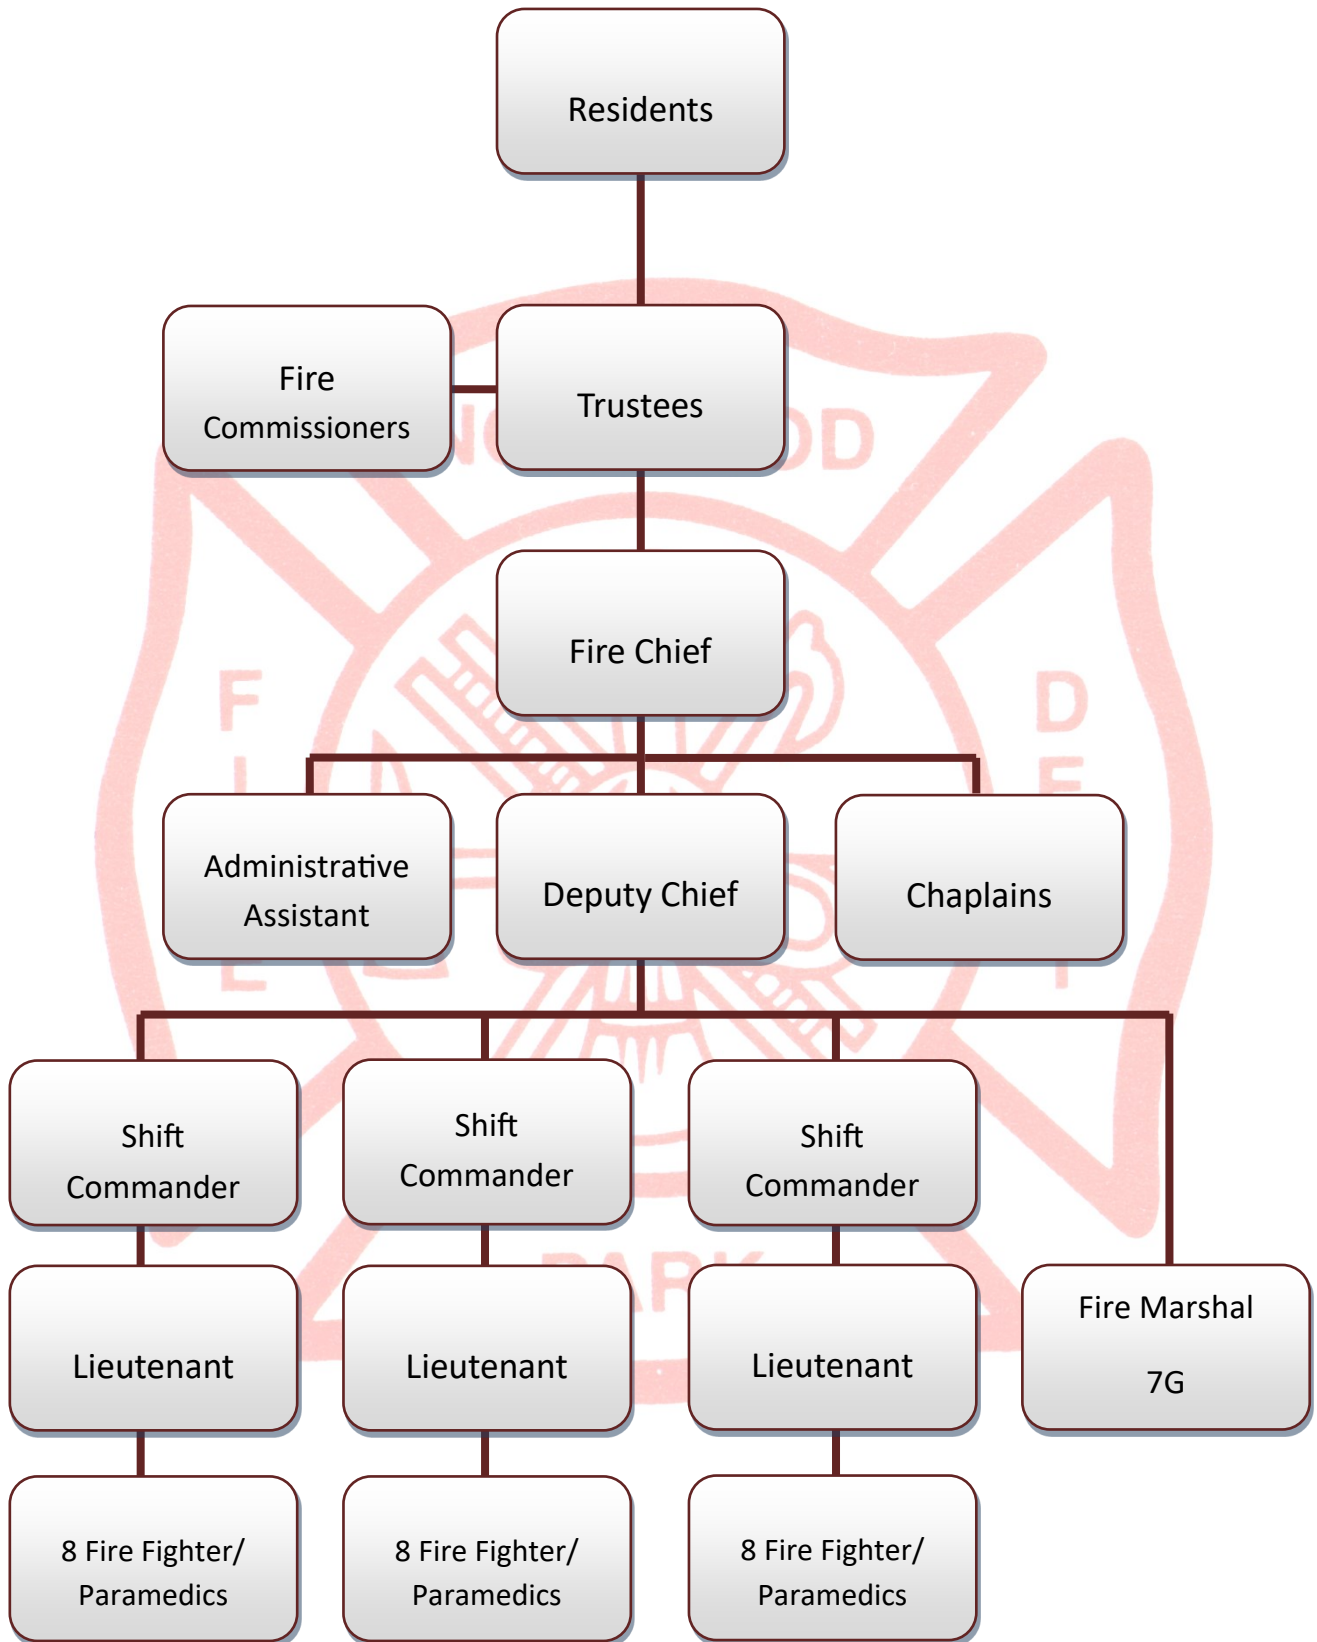 Residents
Fire
Commissioners
Trustees
Fire Chief
F
D
Administrative
Assistant
Deputy Chief
Chaplains
E
Shift
Commander
Shift
Commander
Shift
Commander
PARK
Lieutenant
Lieutenant
Lieutenant
Fire Marshal
7G
8 Fire Fighter/
Paramedics
8 Fire Fighter/
Paramedics
8 Fire Fighter/
Paramedics